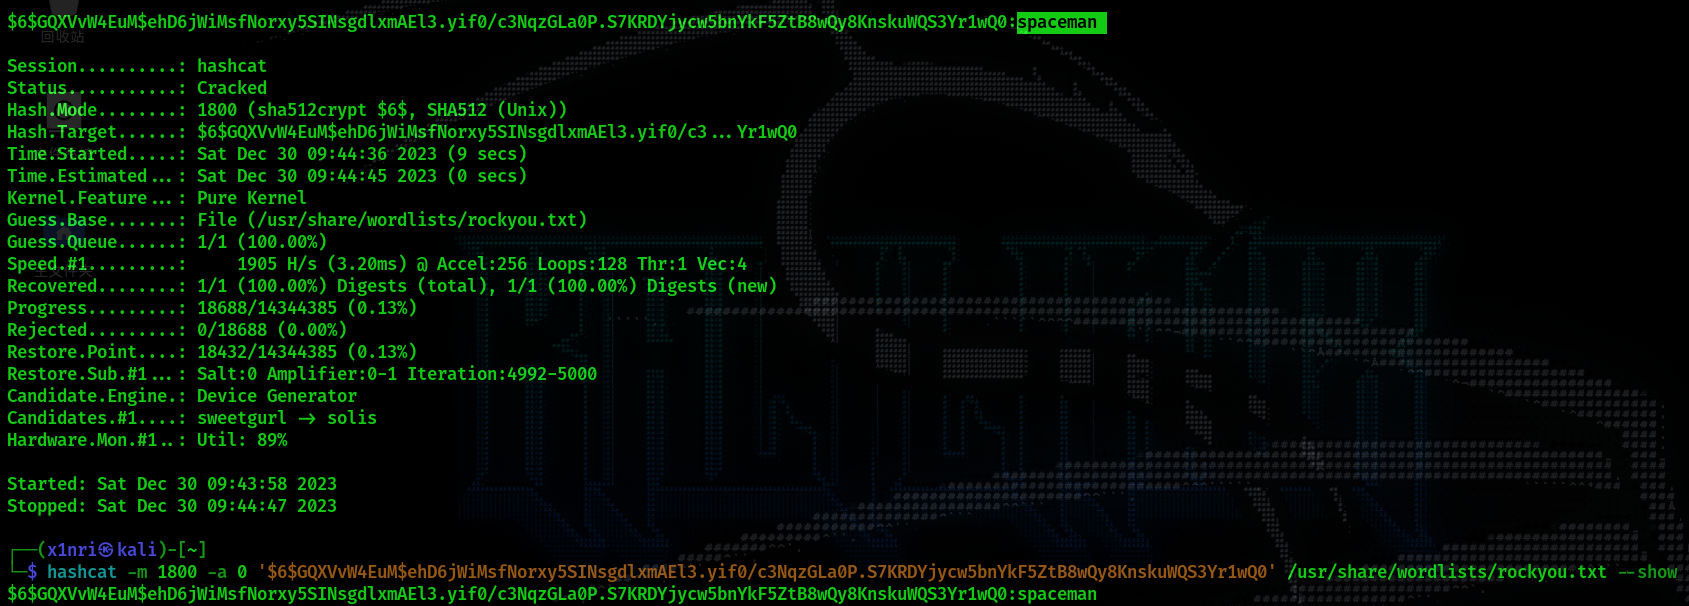 $6$GQXVvW4EuM$ehD6jWiMsfNorxy5SINsgdlxmAEl3.yif0/c3NqzGLa0P.S7KRDYjycw5bnYkF5ZtB8wQy8KnskuWQS3Yr1wQ0:spaceman
回收站
Session..........: hashcat
Status...........: Cracked
Hash.Mode........: 1800 (sha512crypt $6$, SHA512 (Unix))
Hash.Target......: $6$GQXVvW4EuM$ehD6jWiMsfNorxy5SINsgdlxmAEl3.yif0/c3...Yr1wQ0
Time.Started.....: Sat Dec 30 09:44:36 2023 (9 secs)
Time.Estimated...: Sat Dec 30 09:44:45 2023 (0 secs)
Kernel.Feature...: Pure Kernel
Guess.Base.......: File (/usr/share/wordlists/rockyou.txt)
Guess.Queue......: 1/1 (100.00%)
Speed.#1.........:     1905 H/s (3.20ms) @ Accel:256 Loops:128 Thr:1 Vec:4
Recovered........: 1/1 (100.00%) Digests (total), 1/1 (100.00%) Digests (new)
Progress.........: 18688/14344385 (0.13%)
Rejected.........: 0/18688 (0.00%)
Restore.Point....: 18432/14344385 (0.13%)
Restore.Sub.#1...: Salt:0 Amplifier:0-1 Iteration:4992-5000
Candidate.Engine.: Device Generator
Candidates.#1....: sweetgurl -> solis
Hardware.Mon.#1..: Util: 89%
Started: Sat Dec 30 09:43:58 2023
Stopped: Sat Dec 30 09:44:47 2023
┌──(x1nri㉿kali)-[~]
└─$ hashcat -m 1800 -a 0 '$6$GQXVvW4EuM$ehD6jWiMsfNorxy5SINsgdlxmAEl3.yif0/c3NqzGLa0P.S7KRDYjycw5bnYkF5ZtB8wQy8KnskuWQS3Yr1wQ0' /usr/share/wordlists/rockyou.txt --show
$6$GQXVvW4EuM$ehD6jWiMsfNorxy5SINsgdlxmAEl3.yif0/c3NqzGLa0P.S7KRDYjycw5bnYkF5ZtB8wQy8KnskuWQS3Yr1wQ0:spaceman